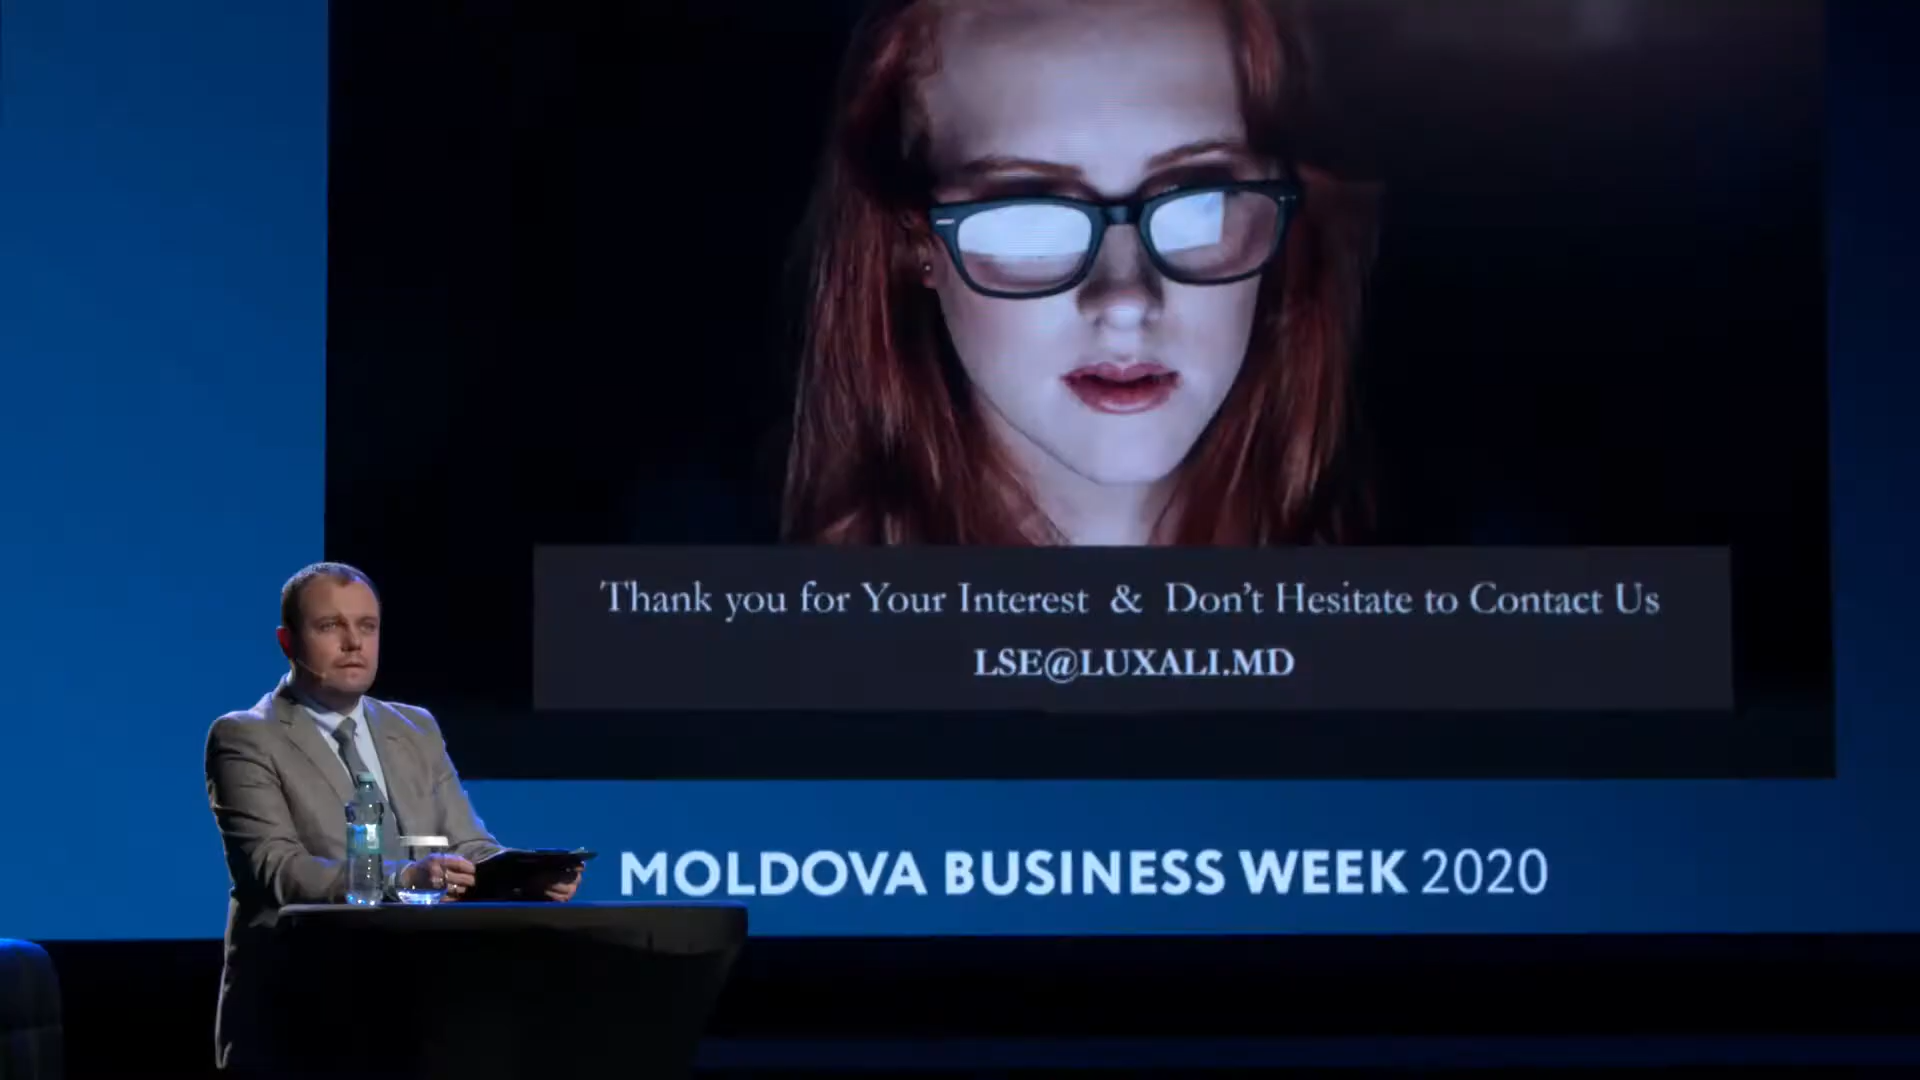 Thank you for Your Interest & Don't Hesitate to Contact Us
LSE@LUXALI.MD
MOLDOVA BUSINESS WEEK 2020